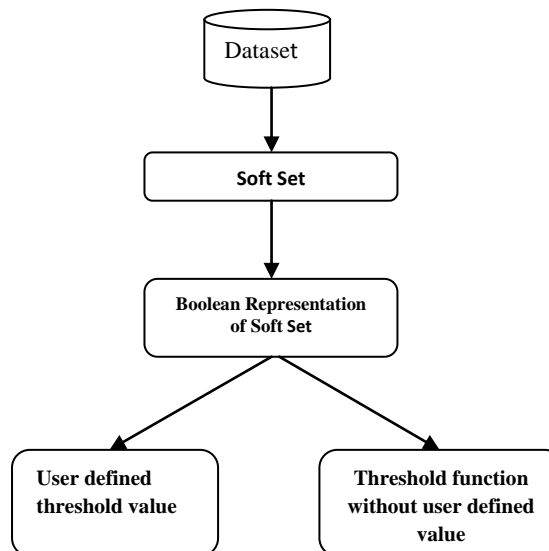 Dataset
Soft Set
Boolean Representation
of Soft Set
User defined
threshold value
Threshold function
without user defined
value